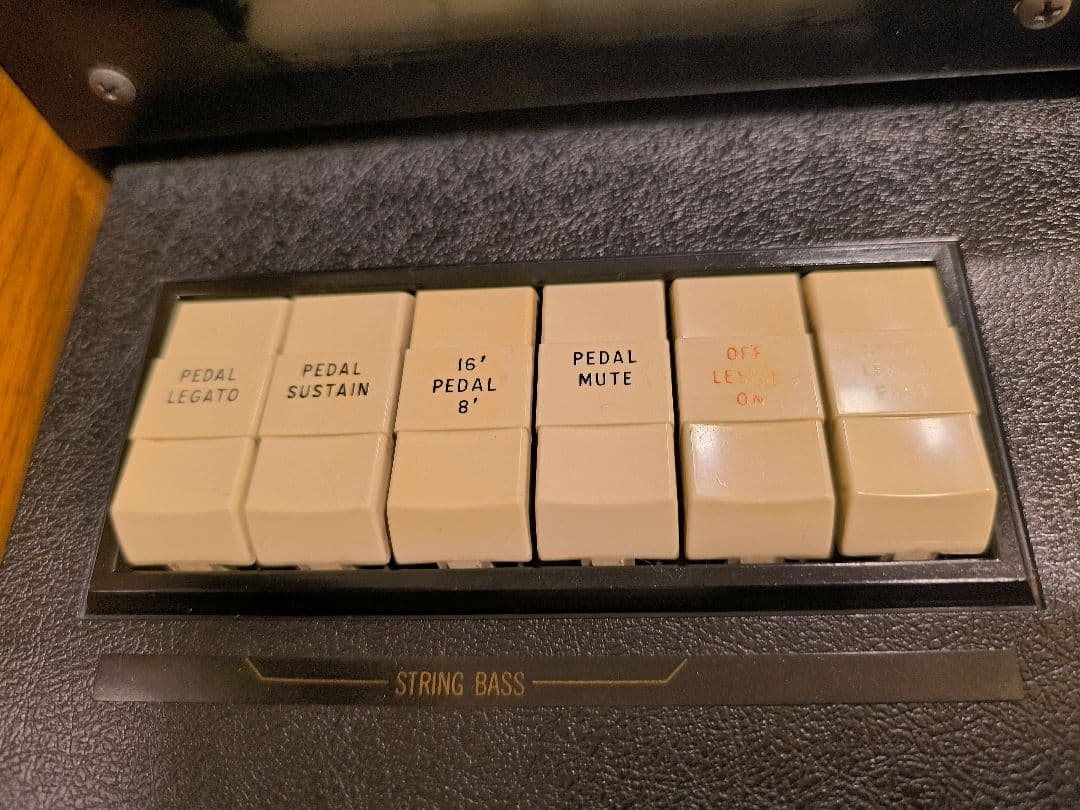 PEDAL
LEGATO
PEDAL
SUSTAIN
16'
PEDAL
8'
PEDAL
MUTE
OFF
ON
STRING BASS